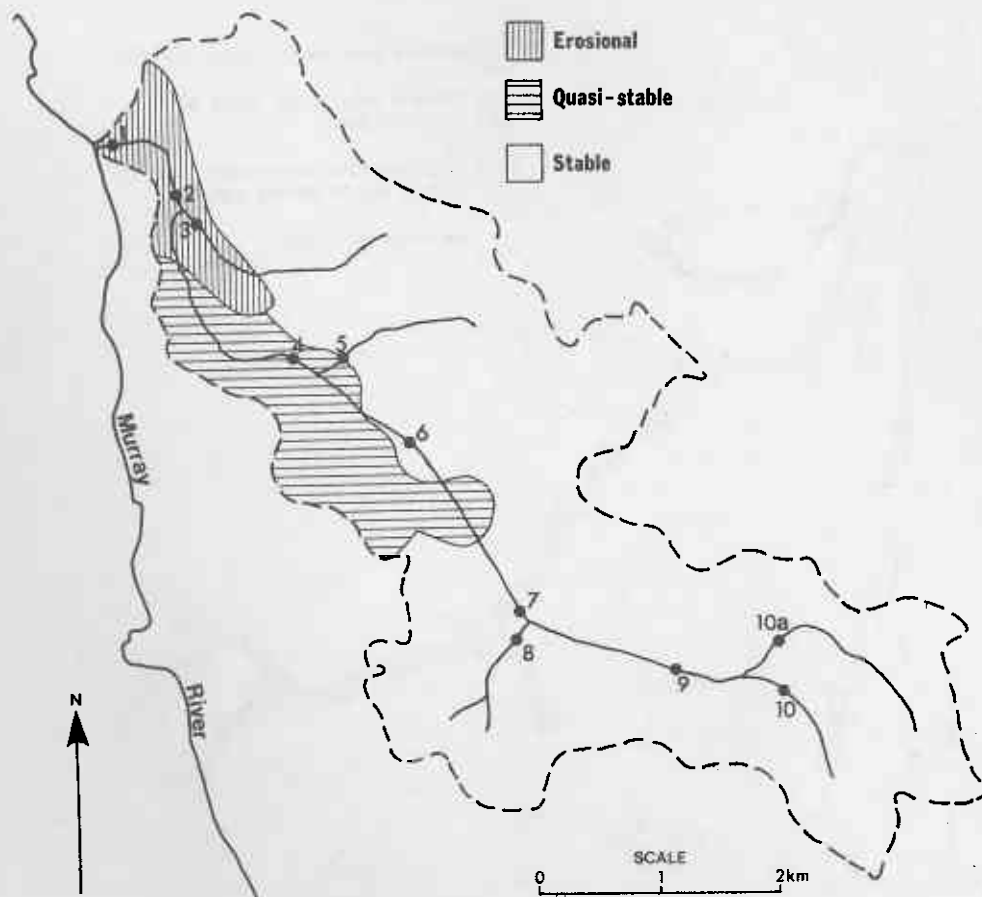 Erosional
Quasi-stable
Stable
1
2
3
4
5
6
7
8
9
10a
10
Murray
River
N
SCALE
0 1 2km